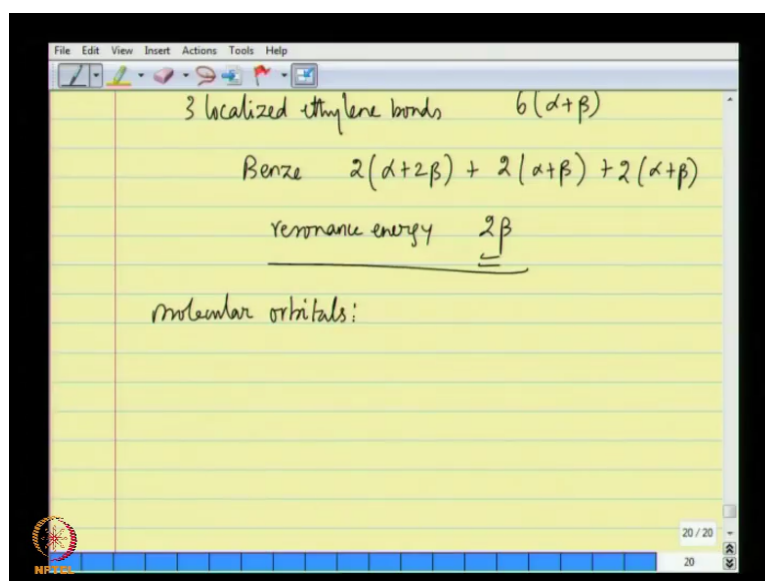 File Edit View Insert Actions Tools Help
3 localized ethylene bonds 6(α+β)
Benze 2(α+2β) + 2(α+β) + 2(α+β)
resonance energy 2β
molecular orbitals:
20 / 20
20
NPTEL